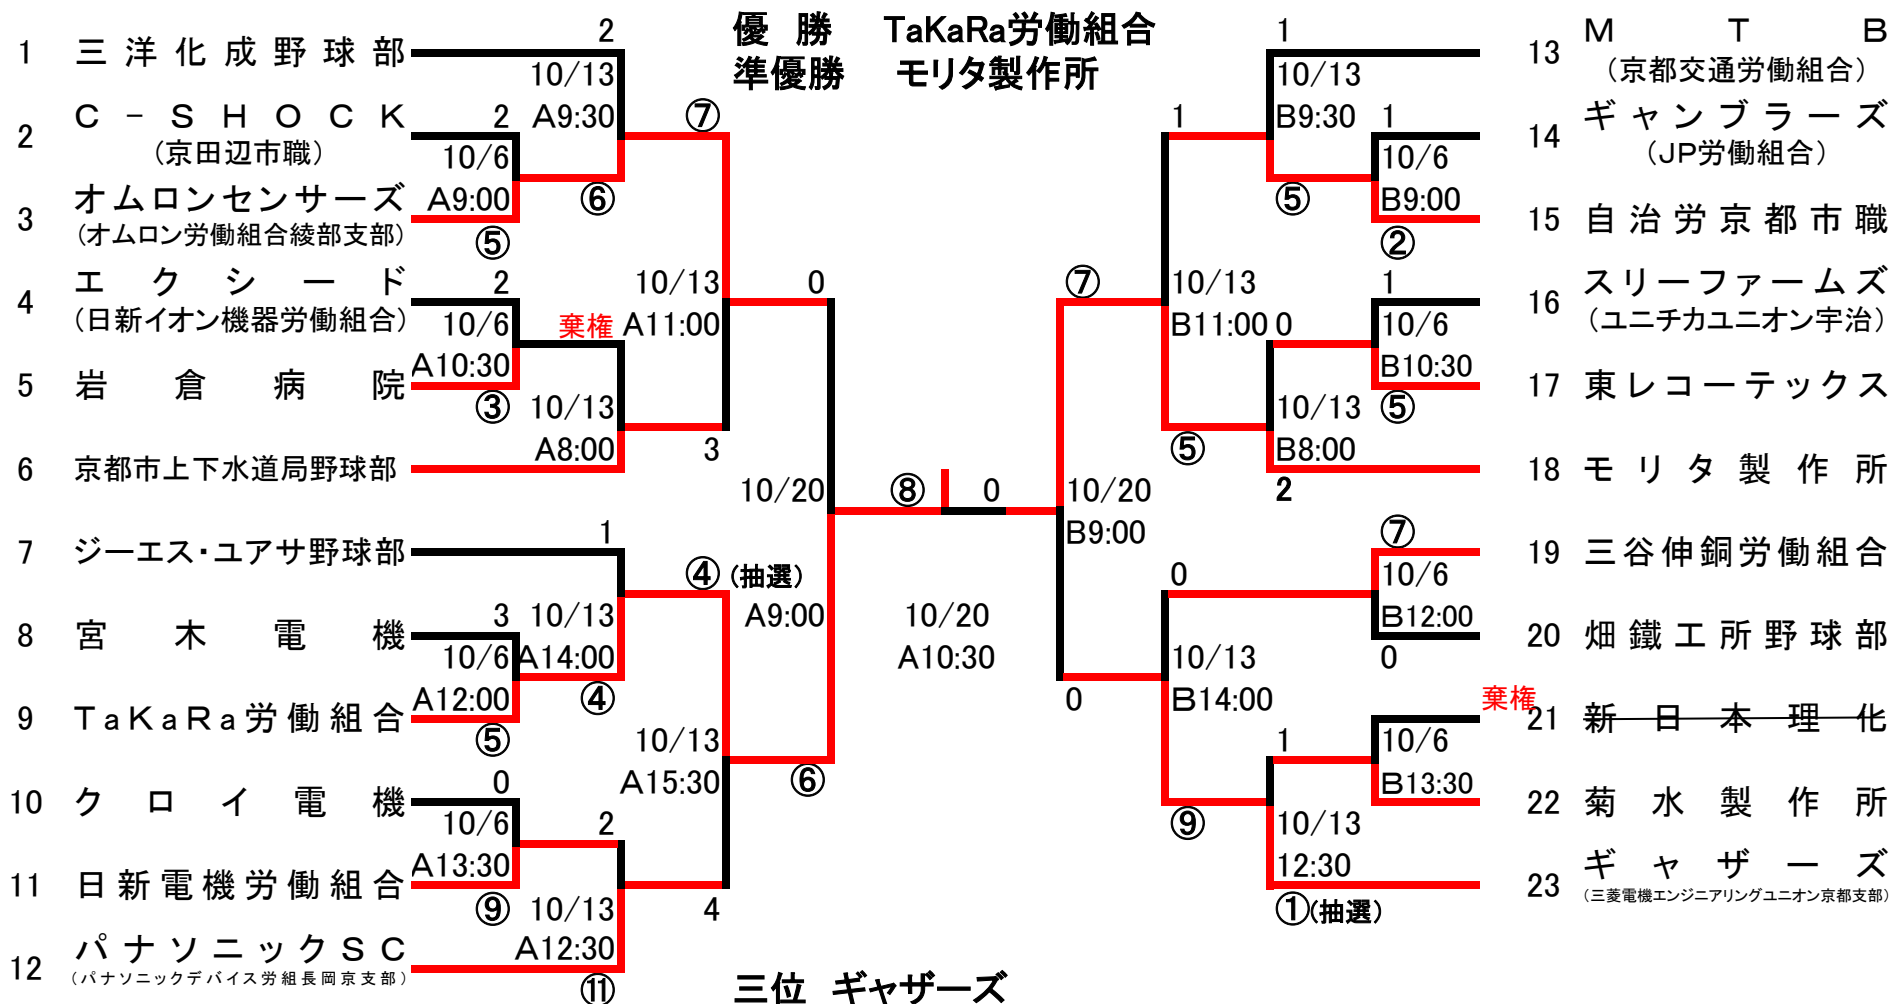 優勝 TaKaRa労働組合
準優勝 モリタ製作所
1 三洋化成野球部
2
10/13
A9:30
2 C-SHOCK
(京田辺市職)
2
10/6
A9:00
⑥
⑦
3 オムロンセンサーズ
(オムロン労働組合綾部支部)
⑤
4 エクシード
(日新イオン機器労働組合)
2
10/6
A10:30
棄権
10/13
A11:00
0
5 岩倉病院
③
10/13
A8:00
3
6 京都市上下水道局野球部
10/20
A9:00
7 ジーエス・ユアサ野球部
1
④(抽選)
8 宮木電機
3
10/13
A14:00
10/6
A12:00
④
9 TaKaRa労働組合
⑤
10/13
A15:30
⑥
10 クロイ電機
0
10/6
A13:30
2
11 日新電機労働組合
⑨
10/13
A12:30
4
12 パナソニックSC
(パナソニックデバイス労組長岡京支部)
⑪
⑧
0
10/20
A10:30
13 MTB
(京都交通労働組合)
1
10/13
B9:30
14 ギャンブラーズ
(JP労働組合)
1
10/6
B9:00
1
⑤
15 自治労京都市職
②
⑦
10/13
B11:00
16 スリーファームズ
(ユニチカユニオン宇治)
1
10/6
B10:30
0
17 東レコーテックス
⑤
10/13
B8:00
⑤
18 モリタ製作所
2
10/20
B9:00
19 三谷伸銅労働組合
⑦
10/6
B12:00
0
20 畑鐵工所野球部
0
10/13
B14:00
0
21 新日本理化
棄権
10/6
B13:30
1
22 菊水製作所
⑨
10/13
12:30
23 ギャザーズ
(三菱電機エンジニアリングユニオン京都支部)
①(抽選)
三位 ギャザーズ